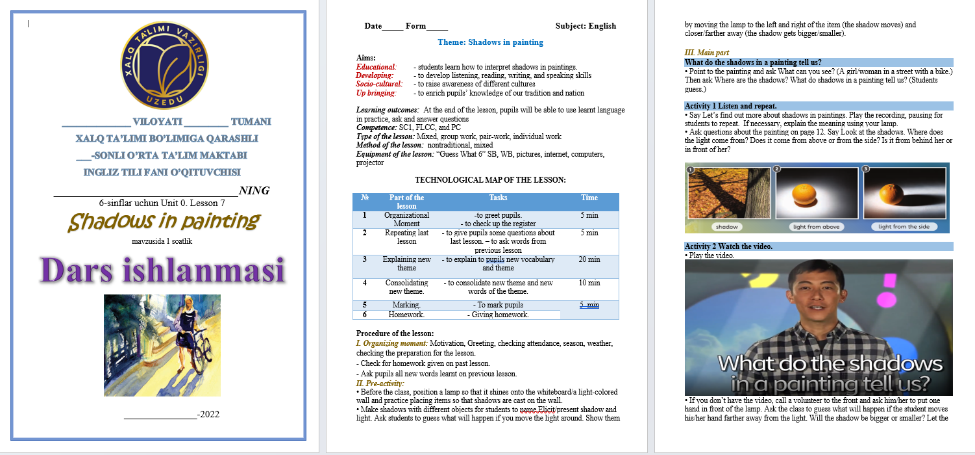 XALQ TA'LIMI VAZIRLIGI
UZEDU
____________ VILOYATI ________ TUMANI
XALQ TA'LIMI BO'LIMIGA QARASHLI
___-SONLI O'RTA TA'LIM MAKTABI
INGLIZ TILI FANI O'QITUVCHISI
______________________________NING
6-sinflar uchun Unit 0. Lesson 7
Shadows in painting
mavzusida 1 soatlik
Dars ishlanmasi
________________-2022
Date_____ Form_____ Subject: English
Theme: Shadows in painting
Aims:
Educational: - students learn how to interpret shadows in paintings.
Developing: - to develop listening, reading, writing, and speaking skills
Socio-cultural: - to raise awareness of different cultures
Up bringing: - to enrich pupils' knowledge of our tradition and nation
Learning outcomes: At the end of the lesson, pupils will be able to use learnt language
in practice, ask and answer questions
Competence: SC1, FLCC, and PC
Type of the lesson: Mixed, group work, pair-work, individual work
Method of the lesson: nontraditional, mixed
Equipment of the lesson: "Guess What 6" SB, WB, pictures, internet, computers,
projector
TECHNOLOGICAL MAP OF THE LESSON:
№ Part of the lesson Tasks Time
1 Organizational Moment -to greet pupils. - to check up the register 5 min
2 Repeating last lesson - to give pupils some questions about last lesson. – to ask words from previous lesson 5 min
3 Explaining new theme - to explain to pupils new vocabulary and theme 20 min
4 Consolidating new theme. - to consolidate new theme and new words of the theme. 10 min
5 Marking. - To mark pupils 5 min
6 Homework. - Giving homework.
Procedure of the lesson:
I. Organizing moment: Motivation, Greeting, checking attendance, season, weather,
checking the preparation for the lesson.
- Check for homework given on past lesson.
- Ask pupils all new words learnt on previous lesson.
II. Pre-activity:
• Before the class, position a lamp so that it shines onto the whiteboard/a light-colored
wall and practice placing items so that shadows are cast on the wall.
• Make shadows with different objects for students to name.Elicit/present shadow and
light. Ask students to guess what will happen if you move the light around. Show them
by moving the lamp to the left and right of the item (the shadow moves) and
closer/farther away (the shadow gets bigger/smaller).
III. Main part
What do the shadows in a painting tell us?
• Point to the painting and ask What can you see? (A girl/woman in a street with a bike.)
Then ask Where are the shadows? What do shadows in a painting tell us? (Students
guess.)
Activity 1 Listen and repeat.
• Say Let's find out more about shadows in paintings. Play the recording, pausing for
students to repeat. If necessary, explain the meaning using your lamp.
• Ask questions about the painting on page 12. Say Look at the shadows. Where does
the light come from? Does it come from above or from the side? Is it from behind her or
in front of her?
1 2 3
shadow light from above light from the side
Activity 2 Watch the video.
• Play the video.
What do the shadows
in a painting tell us?
• If you don't have the video, call a volunteer to the front and ask him/her to put one
hand in front of the lamp. Ask the class to guess what will happen if the student moves
his/her hand farther away from the light. Will the shadow be bigger or smaller? Let the